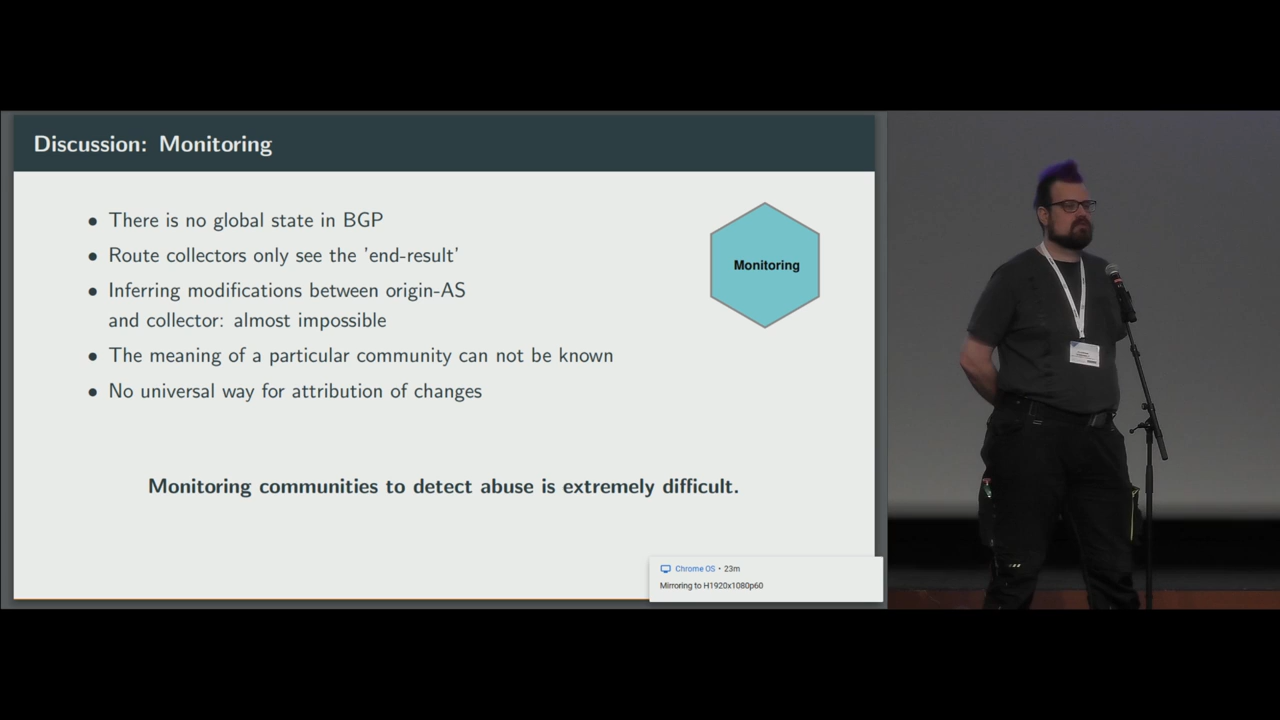 Discussion: Monitoring
• There is no global state in BGP
• Route collectors only see the 'end-result'
• Inferring modifications between origin-AS
and collector: almost impossible
• The meaning of a particular community can not be known
• No universal way for attribution of changes
Monitoring
Monitoring communities to detect abuse is extremely difficult.
Chrome OS • 23m
Mirroring to H1920x1080p60